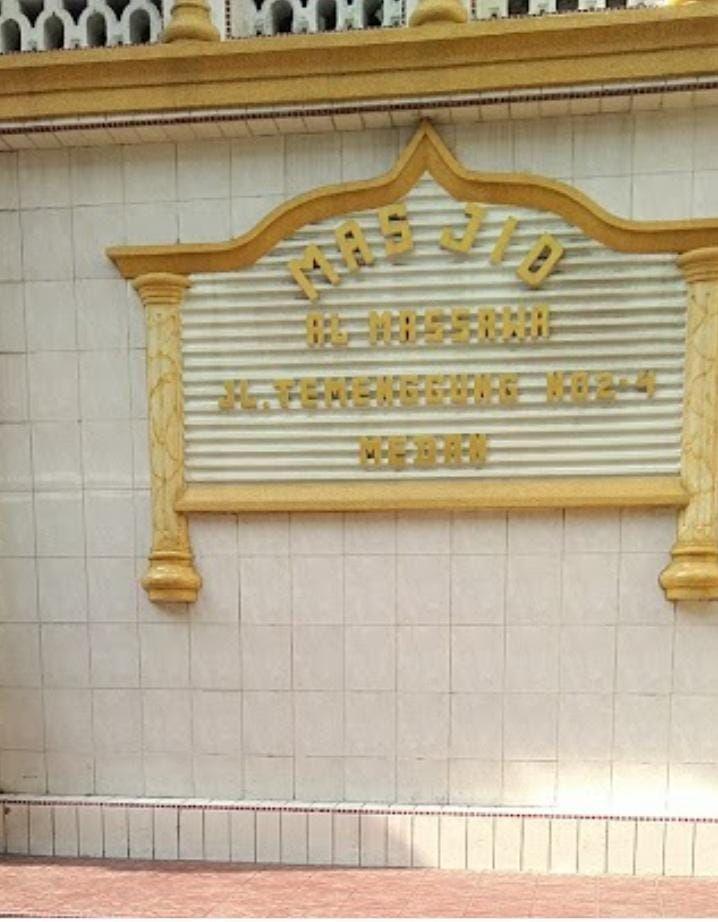 MASJID
AL MASSAWA
JL.TEMENGGUNG NO2-4
MEDAN